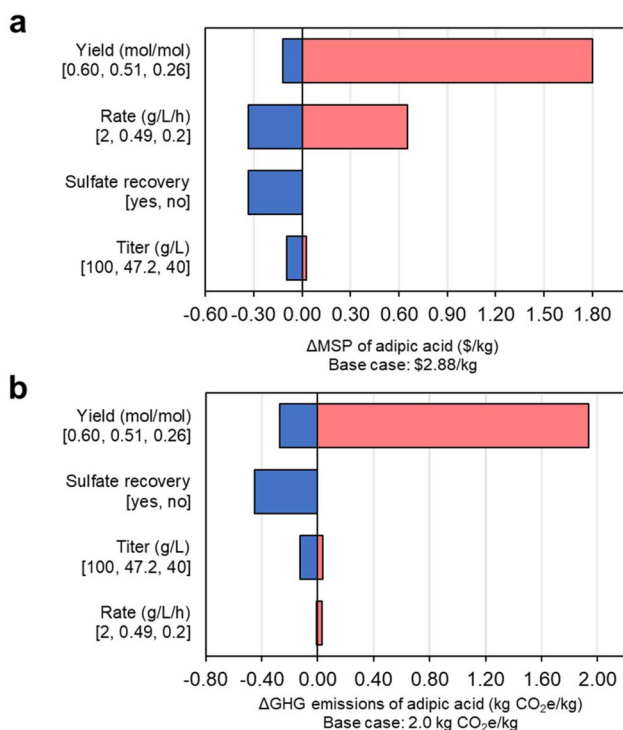 a
Yield (mol/mol)
[0.60, 0.51, 0.26]
Rate (g/L/h)
[2, 0.49, 0.2]
Sulfate recovery
[yes, no]
Titer (g/L)
[100, 47.2, 40]
-0.60 -0.30 0.00 0.30 0.60 0.90 1.20 1.50 1.80
ΔMSP of adipic acid ($/kg)
Base case: $2.88/kg
b
Yield (mol/mol)
[0.60, 0.51, 0.26]
Sulfate recovery
[yes, no]
Titer (g/L)
[100, 47.2, 40]
Rate (g/L/h)
[2, 0.49, 0.2]
-0.80 -0.40 0.00 0.40 0.80 1.20 1.60 2.00
ΔGHG emissions of adipic acid (kg CO₂e/kg)
Base case: 2.0 kg CO₂e/kg